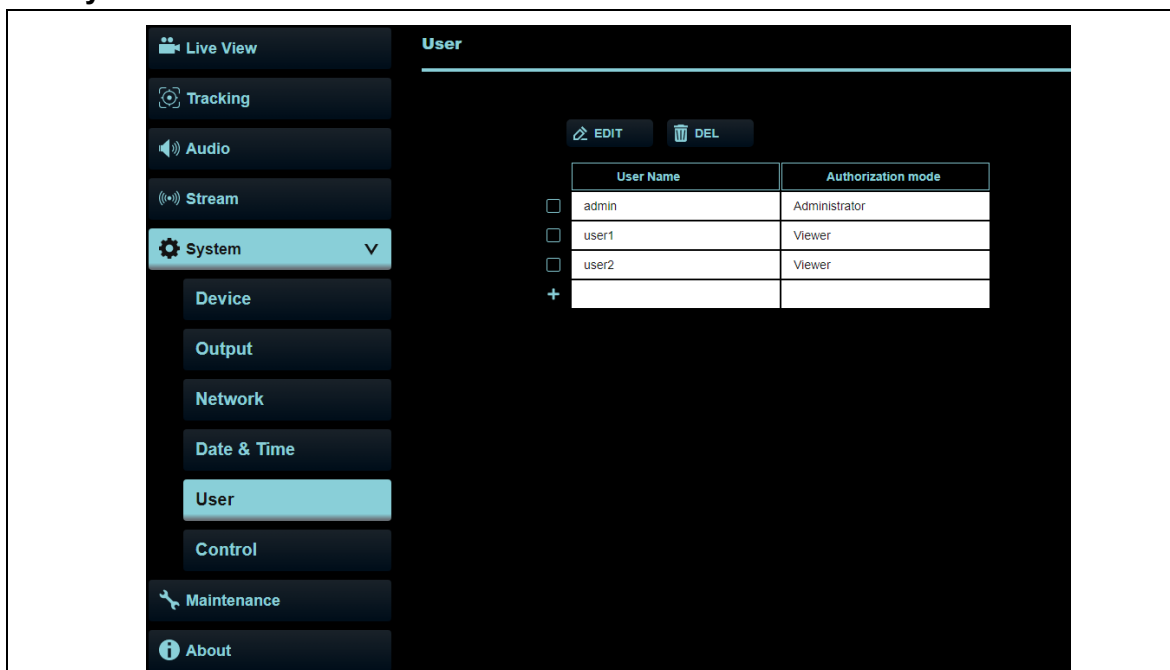 Live View
Tracking
Audio
Stream
System
Device
Output
Network
Date & Time
User
Control
Maintenance
About
User
EDIT DEL
User Name Authorization mode
admin Administrator
user1 Viewer
user2 Viewer
+